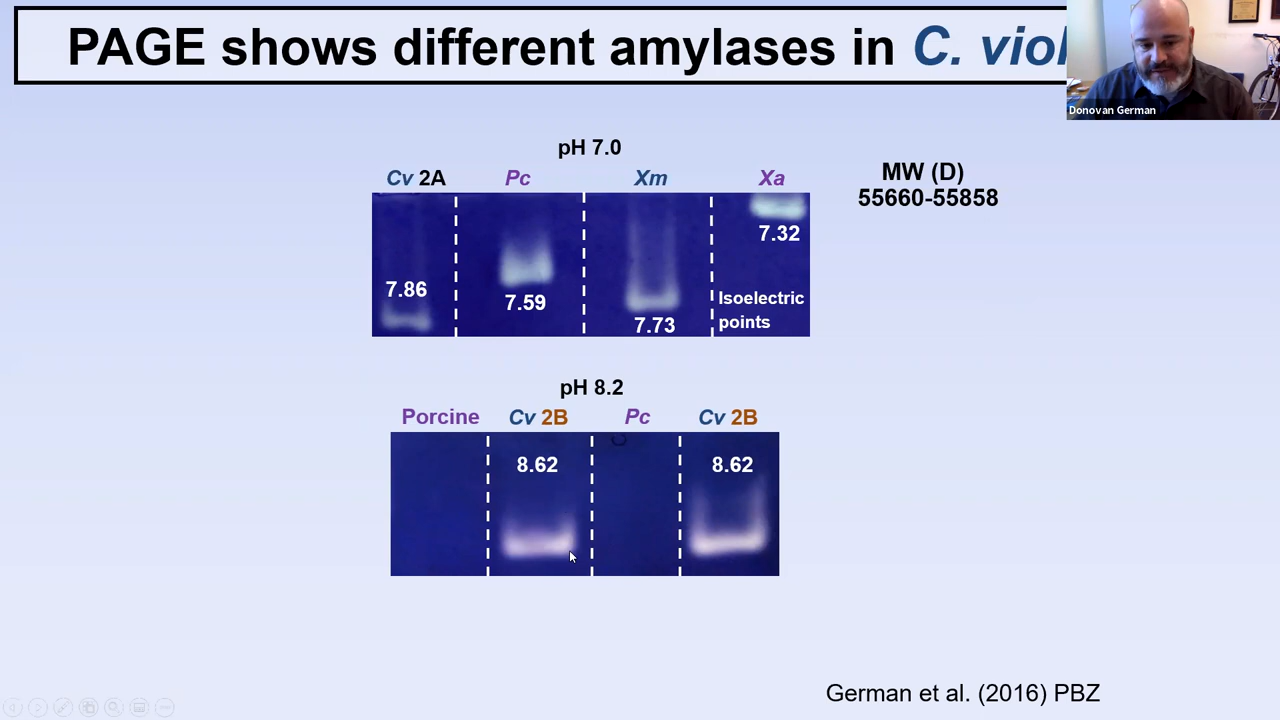 PAGE shows different amylases in C. viol
Donovan German
pH 7.0
Cv 2A Pc Xm Xa
MW (D)
55660-55858
7.86
7.59
7.73
7.32
Isoelectric
points
pH 8.2
Porcine Cv 2B Pc Cv 2B
8.62 8.62
German et al. (2016) PBZ